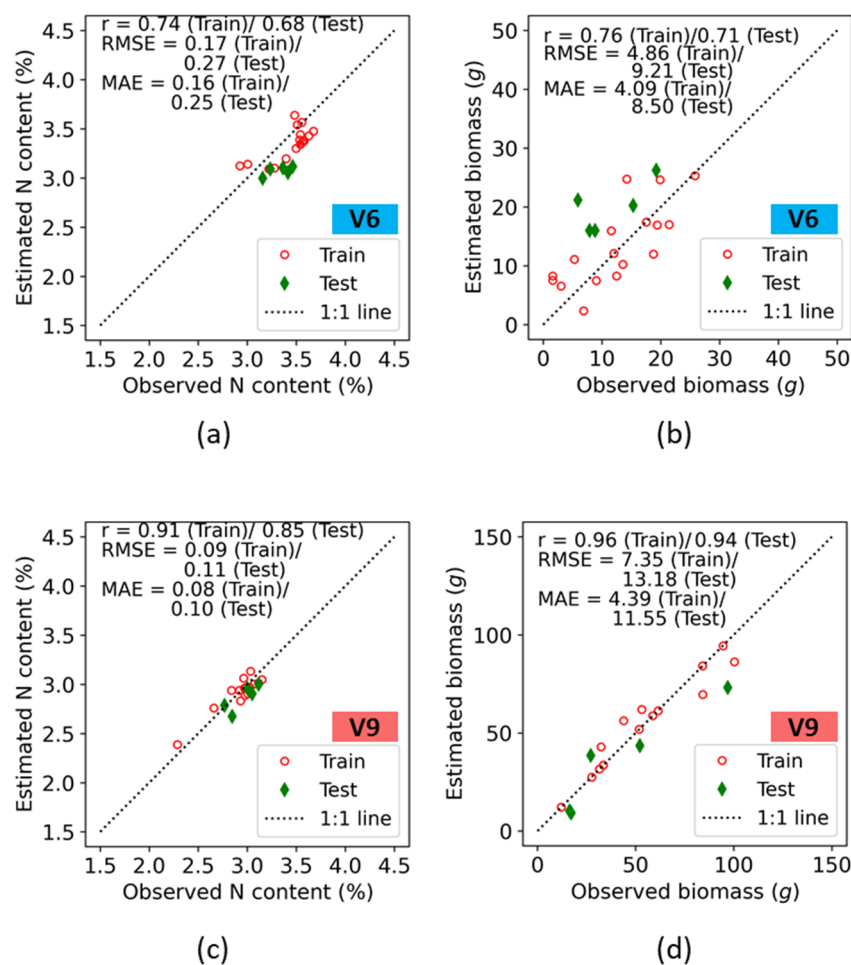 r = 0.74 (Train)/ 0.68 (Test)
RMSE = 0.17 (Train)/
0.27 (Test)
MAE = 0.16 (Train)/
0.25 (Test)
Estimated N content (%)
4.5
4.0
3.5
3.0
2.5
2.0
1.5
V6
Train
Test
1:1 line
1.5 2.0 2.5 3.0 3.5 4.0 4.5
Observed N content (%)
(a)
r = 0.76 (Train)/0.71 (Test)
RMSE = 4.86 (Train)/
9.21 (Test)
MAE = 4.09 (Train)/
8.50 (Test)
Estimated biomass (g)
50
40
30
20
10
0
V6
Train
Test
1:1 line
0 10 20 30 40 50
Observed biomass (g)
(b)
r = 0.91 (Train)/ 0.85 (Test)
RMSE = 0.09 (Train)/
0.11 (Test)
MAE = 0.08 (Train)/
0.10 (Test)
Estimated N content (%)
4.5
4.0
3.5
3.0
2.5
2.0
1.5
V9
Train
Test
1:1 line
1.5 2.0 2.5 3.0 3.5 4.0 4.5
Observed N content (%)
(c)
r = 0.96 (Train)/ 0.94 (Test)
RMSE = 7.35 (Train)/
13.18 (Test)
MAE = 4.39 (Train)/
11.55 (Test)
Estimated biomass (g)
150
100
50
0
V9
Train
Test
1:1 line
0 50 100 150
Observed biomass (g)
(d)